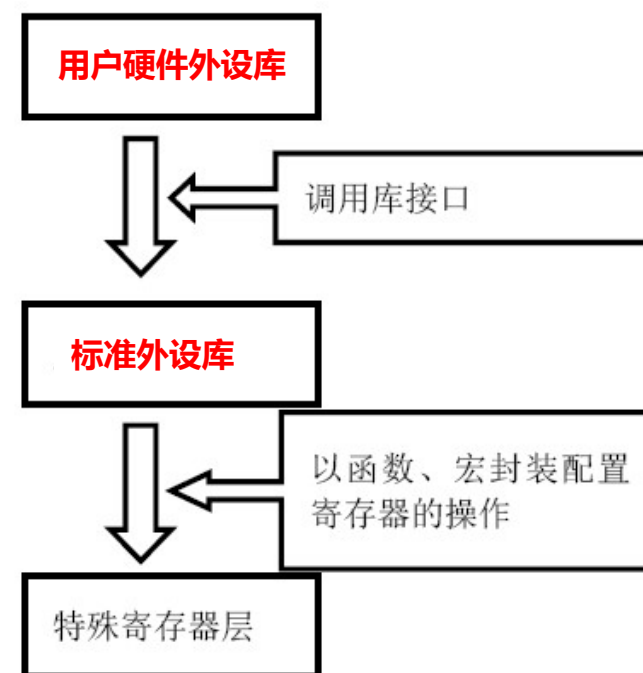 用户硬件外设库
调用库接口
标准外设库
以函数、宏封装配置
寄存器的操作
特殊寄存器层